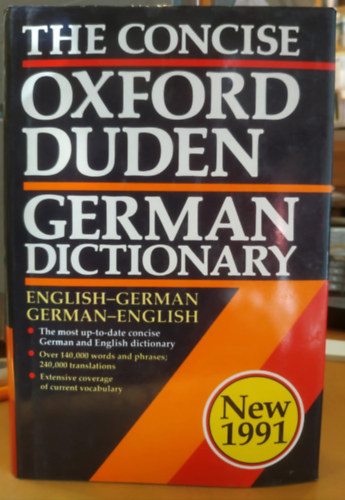 THE CONCISE
OXFORD
DUDEN
GERMAN
DICTIONARY
ENGLISH–GERMAN
GERMAN–ENGLISH
• The most up-to-date concise
German and English dictionary
• Over 140,000 words and phrases;
240,000 translations
• Extensive coverage
of current vocabulary
New
1991